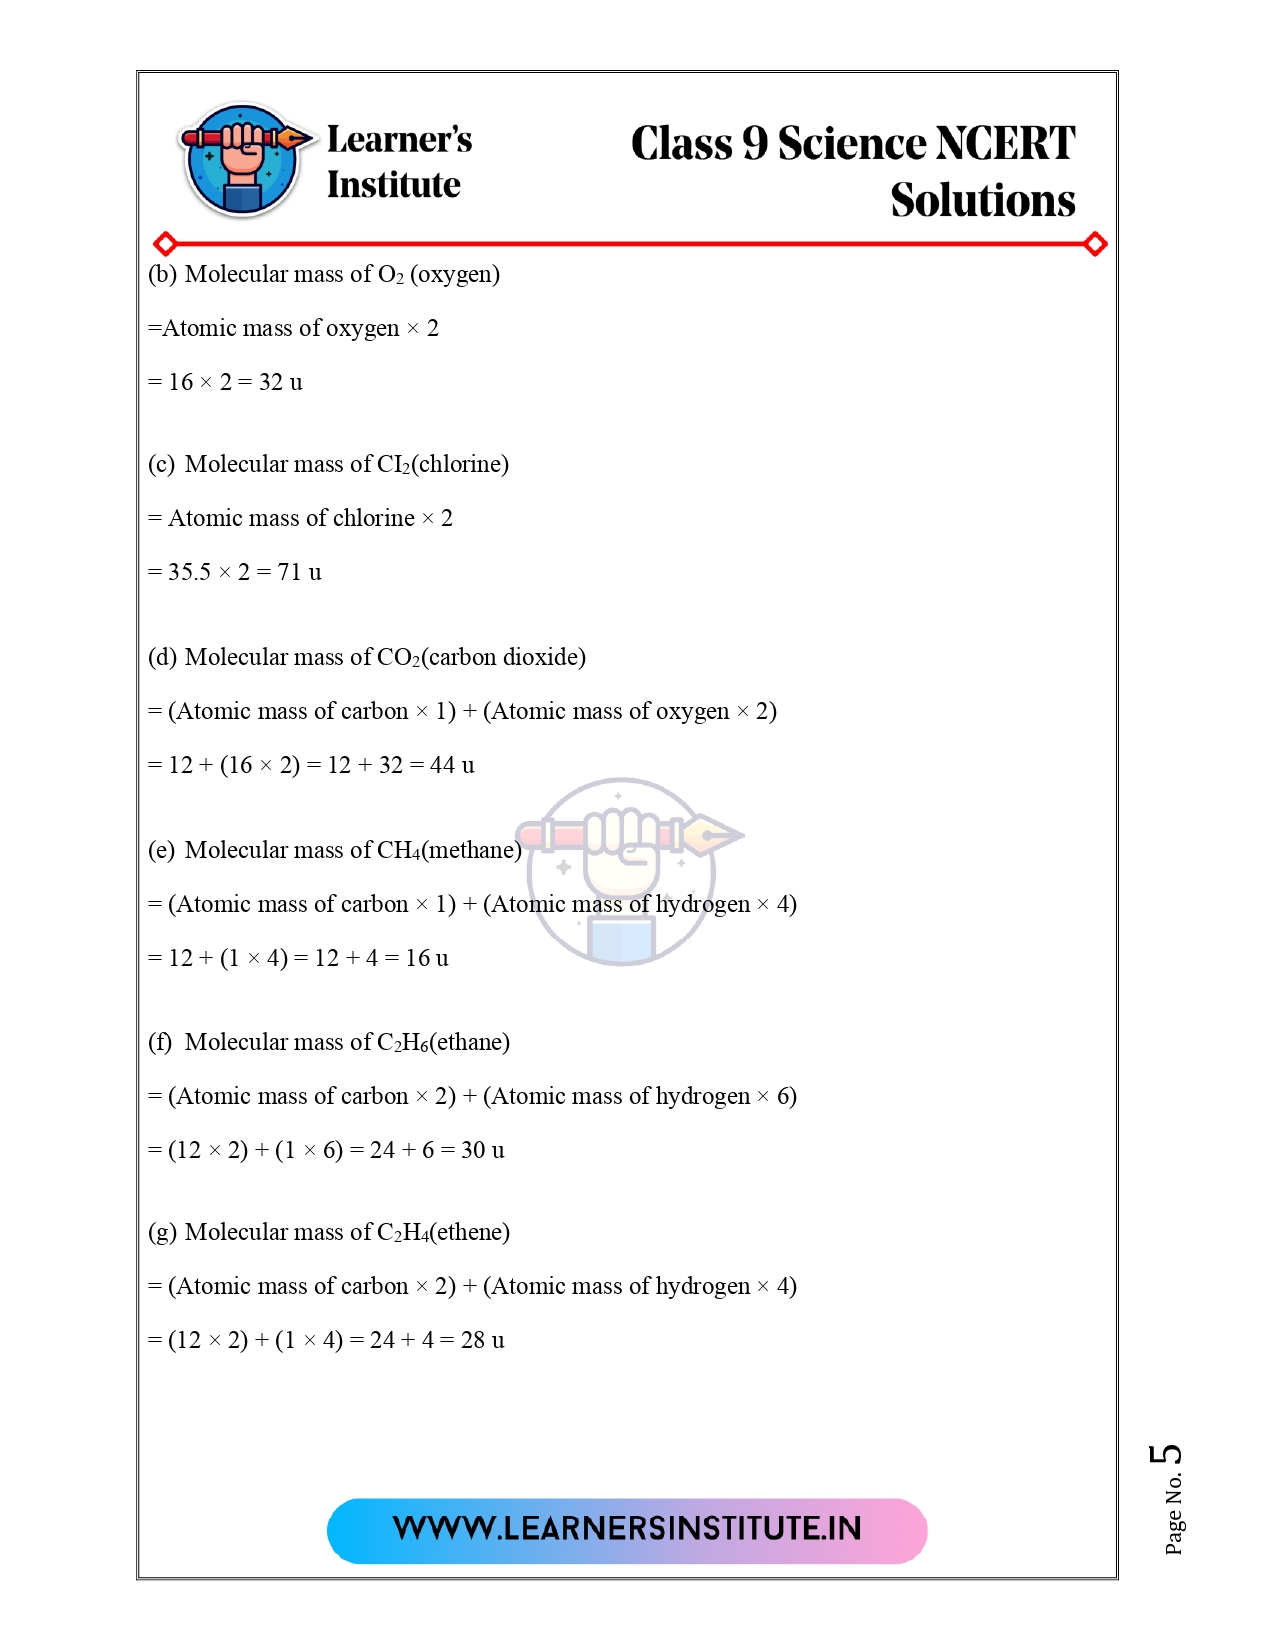 Learner's
Institute
Class 9 Science NCERT
Solutions
(b) Molecular mass of O₂ (oxygen)
=Atomic mass of oxygen × 2
= 16 × 2 = 32 u
(c) Molecular mass of CI₂(chlorine)
= Atomic mass of chlorine × 2
= 35.5 × 2 = 71 u
(d) Molecular mass of CO₂(carbon dioxide)
= (Atomic mass of carbon × 1) + (Atomic mass of oxygen × 2)
= 12 + (16 × 2) = 12 + 32 = 44 u
(e) Molecular mass of CH₄(methane)
= (Atomic mass of carbon × 1) + (Atomic mass of hydrogen × 4)
= 12 + (1 × 4) = 12 + 4 = 16 u
(f) Molecular mass of C₂H₆(ethane)
= (Atomic mass of carbon × 2) + (Atomic mass of hydrogen × 6)
= (12 × 2) + (1 × 6) = 24 + 6 = 30 u
(g) Molecular mass of C₂H₄(ethene)
= (Atomic mass of carbon × 2) + (Atomic mass of hydrogen × 4)
= (12 × 2) + (1 × 4) = 24 + 4 = 28 u
Page No. 5
WWW.LEARNERSINSTITUTE.IN